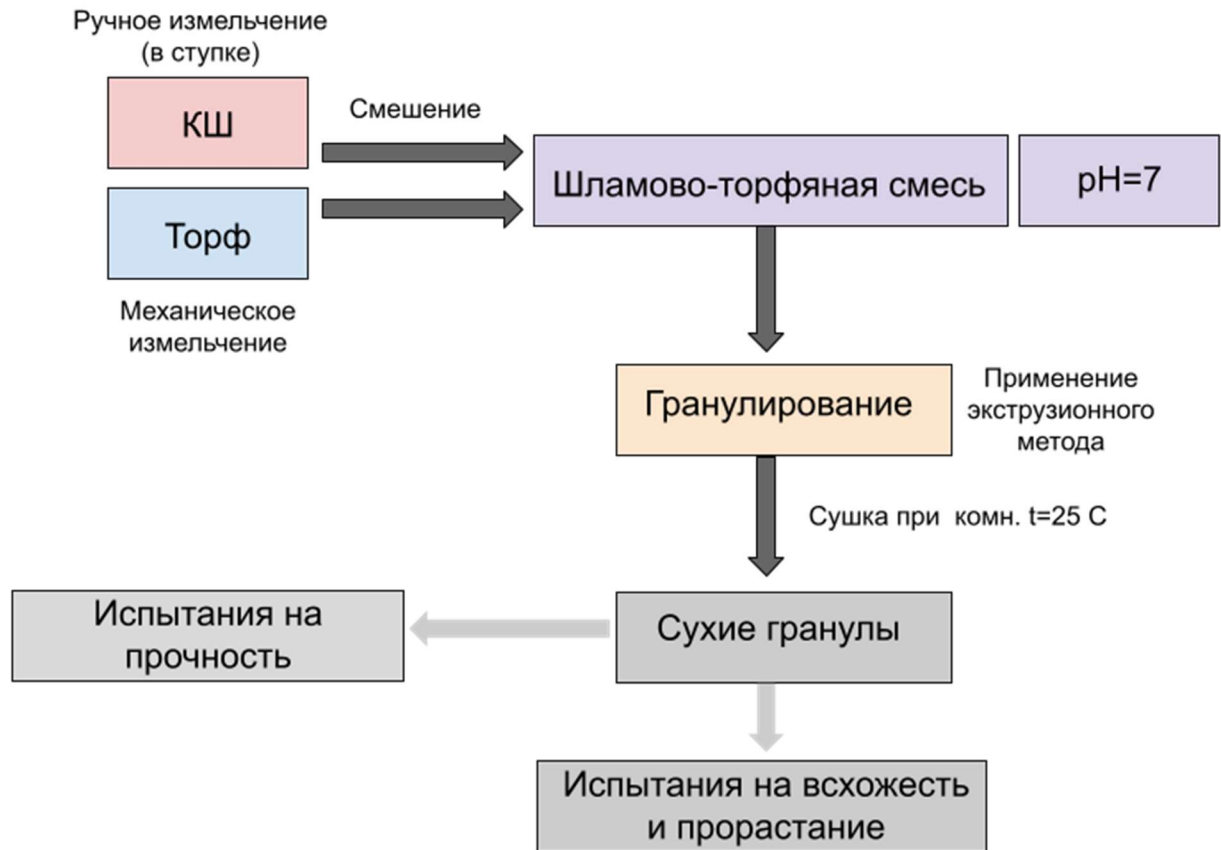 Ручное измельчение
(в ступке)
КШ
Смешение
Торф
Механическое
измельчение
Шламово-торфяная смесь
pH=7
Гранулирование
Применение
экструзионного
метода
Сушка при комн. t=25 C
Сухие гранулы
Испытания на
прочность
Испытания на всхожесть
и прорастание